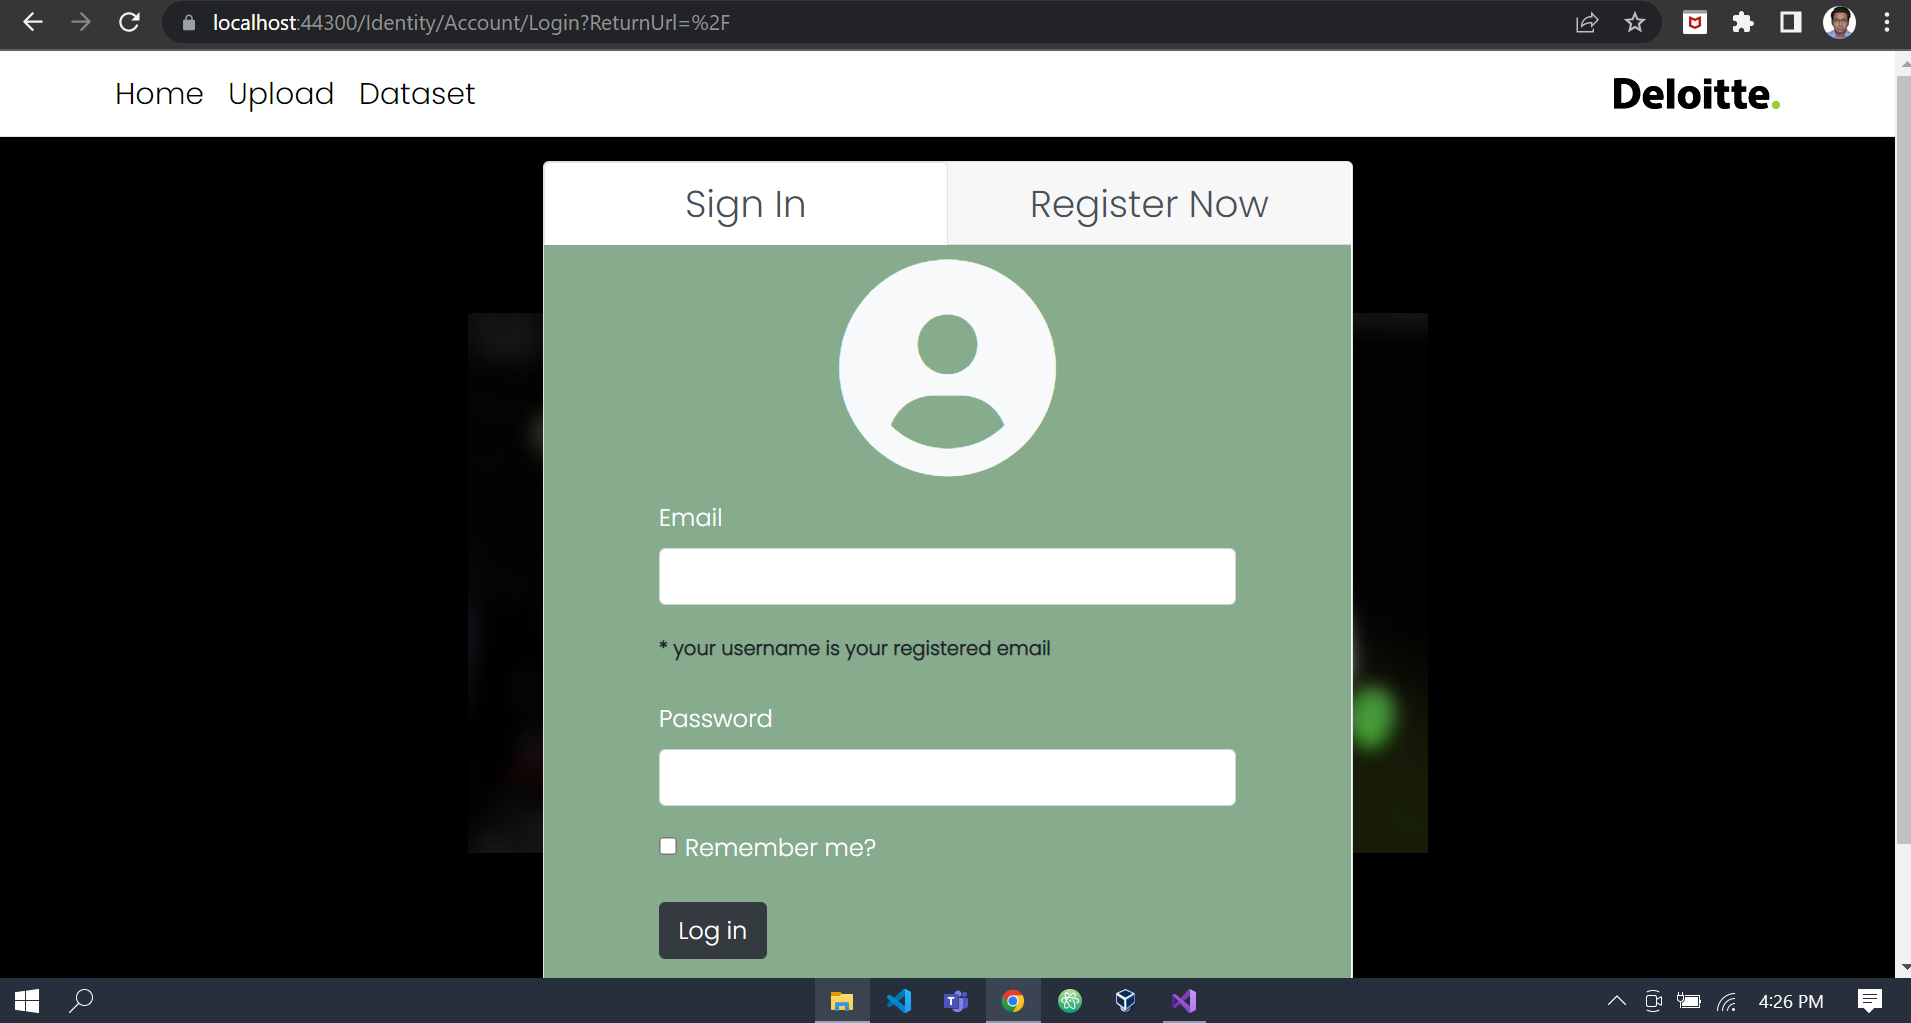 localhost:44300/Identity/Account/Login?ReturnUrl=%2F
Home Upload Dataset Deloitte.
Sign In Register Now
Email
* your username is your registered email
Password
Remember me?
Log in
4:26 PM